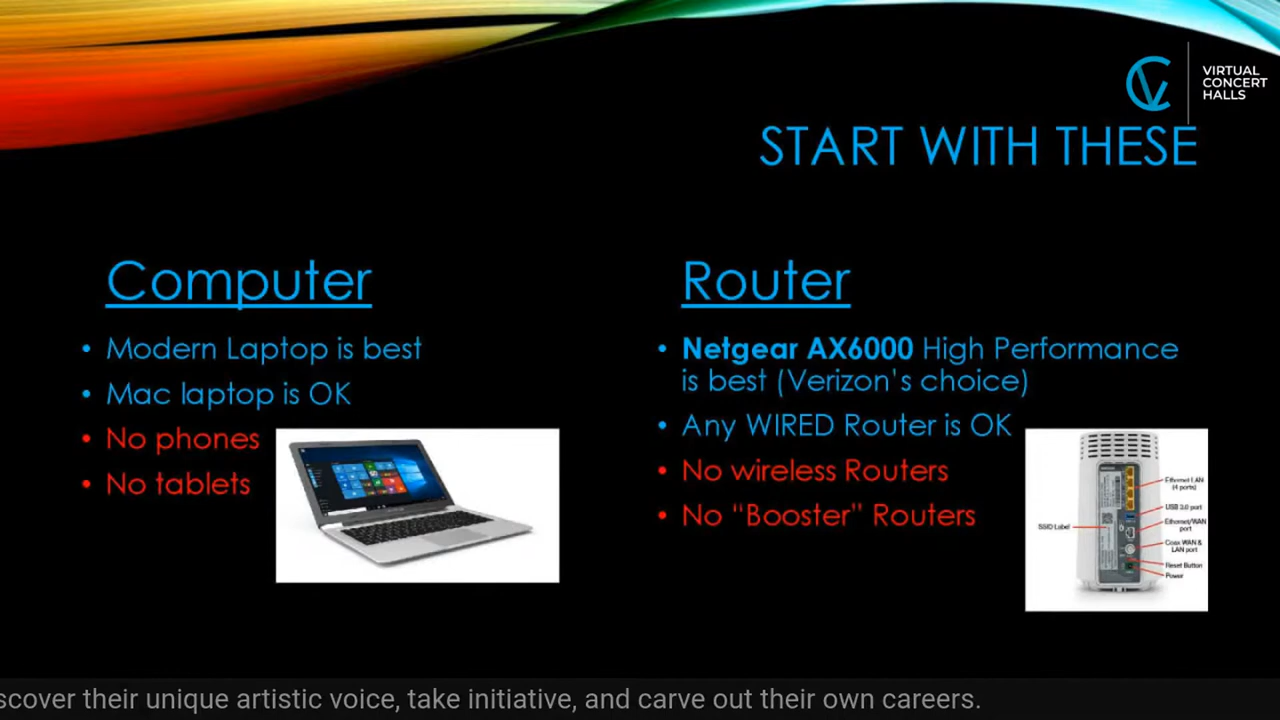 VIRTUAL
CONCERT
HALLS
START WITH THESE
Computer
• Modern Laptop is best
• Mac laptop is OK
• No phones
• No tablets
Router
• Netgear AX6000 High Performance
is best (Verizon's choice)
• Any WIRED Router is OK
• No wireless Routers
• No “Booster” Routers
Ethernet LAN
(4 ports)
USB 3.0 port
SSID Label
Ethernet/WAN
port
Coax WAN &
LAN port
Reset Button
Power
scover their unique artistic voice, take initiative, and carve out their own careers.